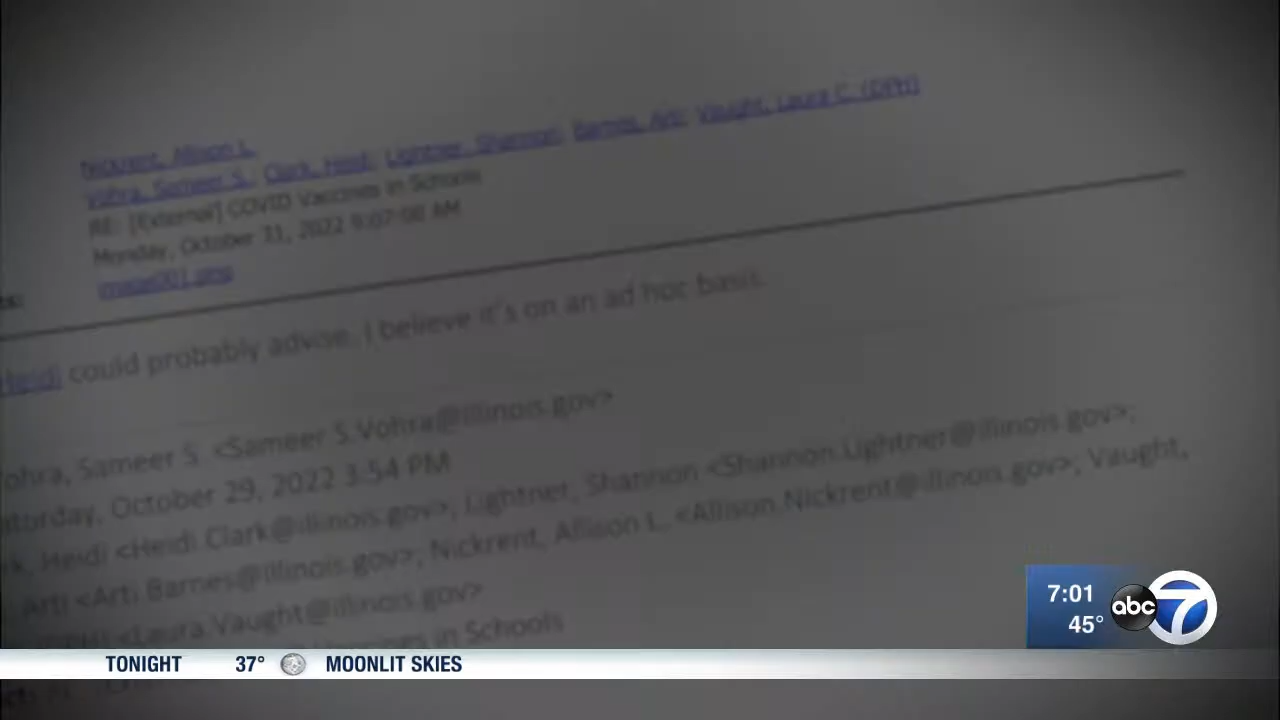 Nickrent, Allison L.
Vohra, Sameer S.; Clark, Heidi; Lightner, Shannon; Barnes, Arti; Vaught, Laura C. (DPH)
RE: [External] COVID Vaccines in Schools
Monday, October 31, 2022 9:07:00 AM
image001.png
Heidi could probably advise. I believe it's on an ad hoc basis.
Vohra, Sameer S. <Sameer.S.Vohra@illinois.gov>
aturday, October 29, 2022 3:54 PM
rk, Heidi <Heidi.Clark@illinois.gov>; Lightner, Shannon <Shannon.Lightner@illinois.gov>;
, Arti <Arti.Barnes@illinois.gov>; Nickrent, Allison L. <Allison.Nickrent@illinois.gov>; Vaught,
DPH) <Laura.Vaught@illinois.gov>
Vaccines in Schools
7:01
45°
abc 7
TONIGHT 37° MOONLIT SKIES